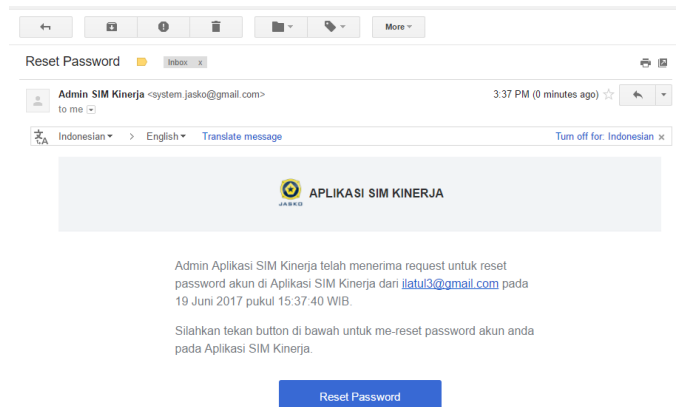 More
Reset Password Inbox x
Admin SIM Kinerja <system.jasko@gmail.com> 3:37 PM (0 minutes ago)
to me
Indonesian > English Translate message Turn off for: Indonesian x
JASKO APLIKASI SIM KINERJA
Admin Aplikasi SIM Kinerja telah menerima request untuk reset
password akun di Aplikasi SIM Kinerja dari ilatul3@gmail.com pada
19 Juni 2017 pukul 15:37:40 WIB.
Silahkan tekan button di bawah untuk me-reset password akun anda
pada Aplikasi SIM Kinerja.
Reset Password